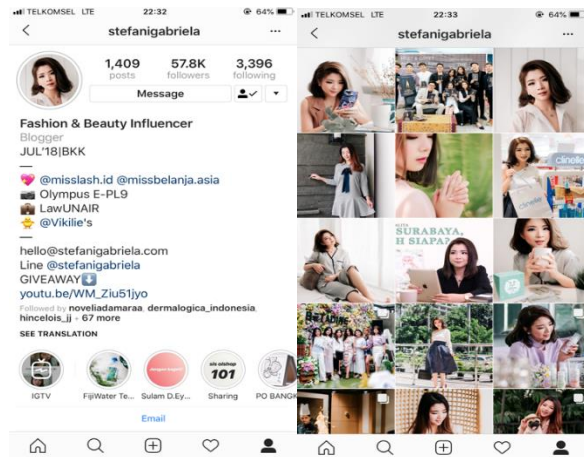 TELKOMSEL LTE 22:32 64%
stefanigabriela
1,409 57.8K 3,396
posts followers following
Message
Fashion & Beauty Influencer
Blogger
JUL'18|BKK
—
@misslash.id @missbelanja.asia
Olympus E-PL9
LawUNAIR
@Vikilie's
—
hello@stefanigabriela.com
Line @stefanigabriela
GIVEAWAY
youtu.be/WM_Ziu51jyo
Followed by noveliadamaraa, dermalogica_indonesia,
hincelois_jj + 67 more
SEE TRANSLATION
101
IGTV FijiWater Te... Sulam D.Ey... Sharing PO BANGK
Email
TELKOMSEL LTE 22:33 64%
stefanigabriela
clinelle
clinelle
SURABAYA,
H SIAPA?